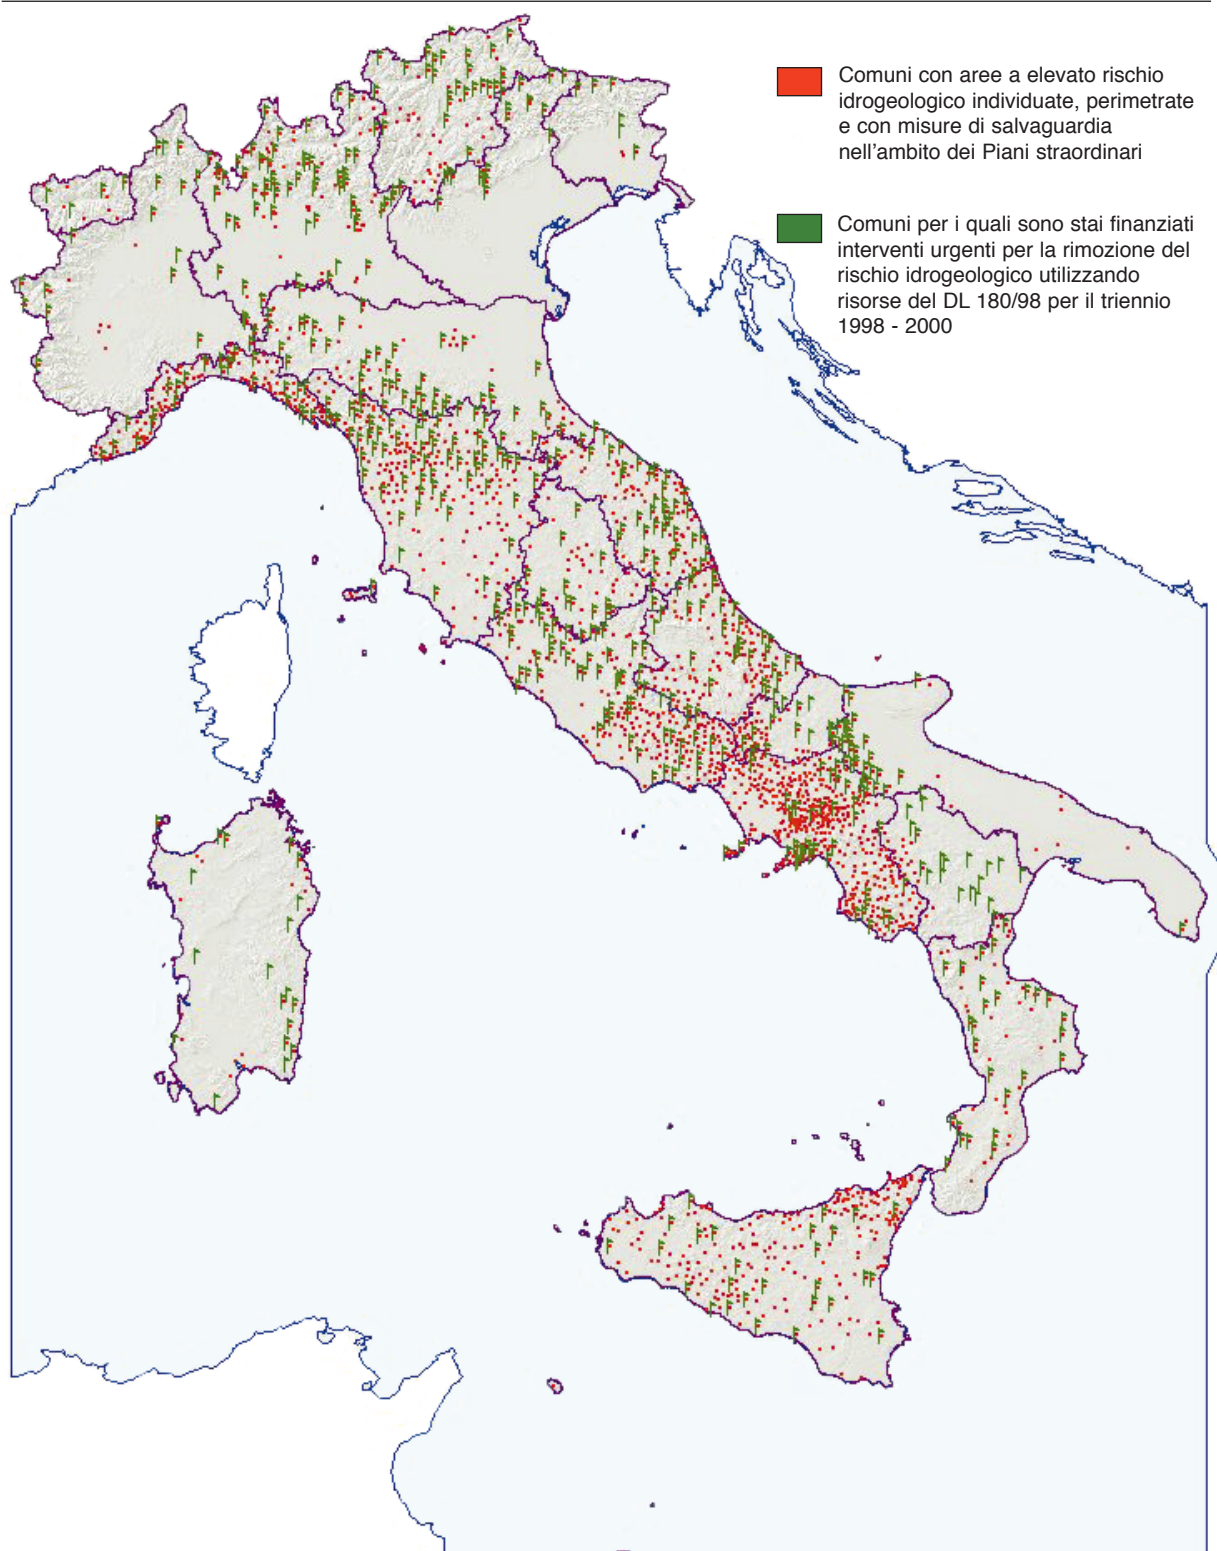 Comuni con aree a elevato rischio
idrogeologico individuate, perimetrate
e con misure di salvaguardia
nell'ambito dei Piani straordinari
Comuni per i quali sono stai finanziati
interventi urgenti per la rimozione del
rischio idrogeologico utilizzando
risorse del DL 180/98 per il triennio
1998 - 2000